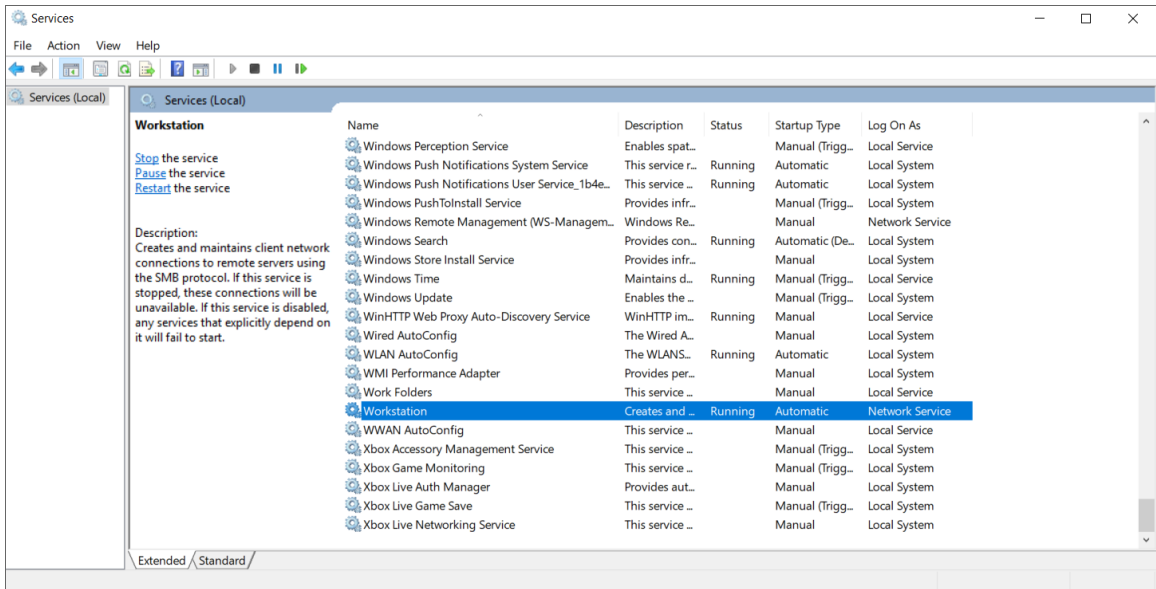 Services
File Action View Help
Services (Local)
Services (Local)
Workstation
Stop the service
Pause the service
Restart the service
Description:
Creates and maintains client network
connections to remote servers using
the SMB protocol. If this service is
stopped, these connections will be
unavailable. If this service is disabled,
any services that explicitly depend on
it will fail to start.
Name Description Status Startup Type Log On As
Windows Perception Service Enables spat... Manual (Trigg... Local Service
Windows Push Notifications System Service This service r... Running Automatic Local System
Windows Push Notifications User Service_1b4e... This service ... Running Automatic Local System
Windows PushToInstall Service Provides infr... Manual (Trigg... Local System
Windows Remote Management (WS-Managem... Windows Re... Manual Network Service
Windows Search Provides con... Running Automatic (De... Local System
Windows Store Install Service Provides infr... Manual Local System
Windows Time Maintains d... Running Manual (Trigg... Local Service
Windows Update Enables the ... Manual (Trigg... Local System
WinHTTP Web Proxy Auto-Discovery Service WinHTTP im... Running Manual Local Service
Wired AutoConfig The Wired A... Manual Local System
WLAN AutoConfig The WLANS... Running Automatic Local System
WMI Performance Adapter Provides per... Manual Local System
Work Folders This service ... Manual Local Service
Workstation Creates and ... Running Automatic Network Service
WWAN AutoConfig This service ... Manual Local Service
Xbox Accessory Management Service This service ... Manual (Trigg... Local System
Xbox Game Monitoring This service ... Manual (Trigg... Local System
Xbox Live Auth Manager Provides aut... Manual Local System
Xbox Live Game Save This service ... Manual (Trigg... Local System
Xbox Live Networking Service This service ... Manual Local System
Extended Standard